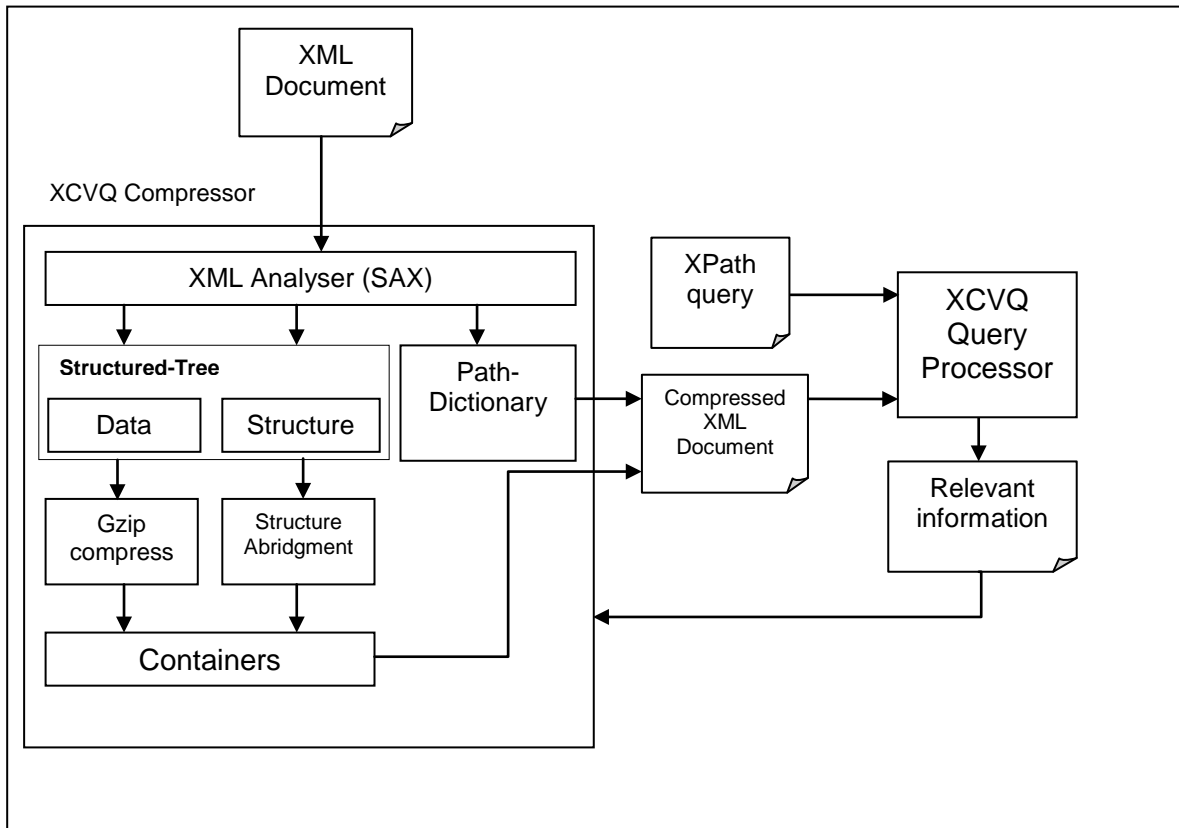 XML
Document
XCVQ Compressor
XML Analyser (SAX)
Structured-Tree
Data
Structure
Path-
Dictionary
Gzip
compress
Structure
Abridgment
Containers
XPath
query
Compressed
XML
Document
XCVQ
Query
Processor
Relevant
information